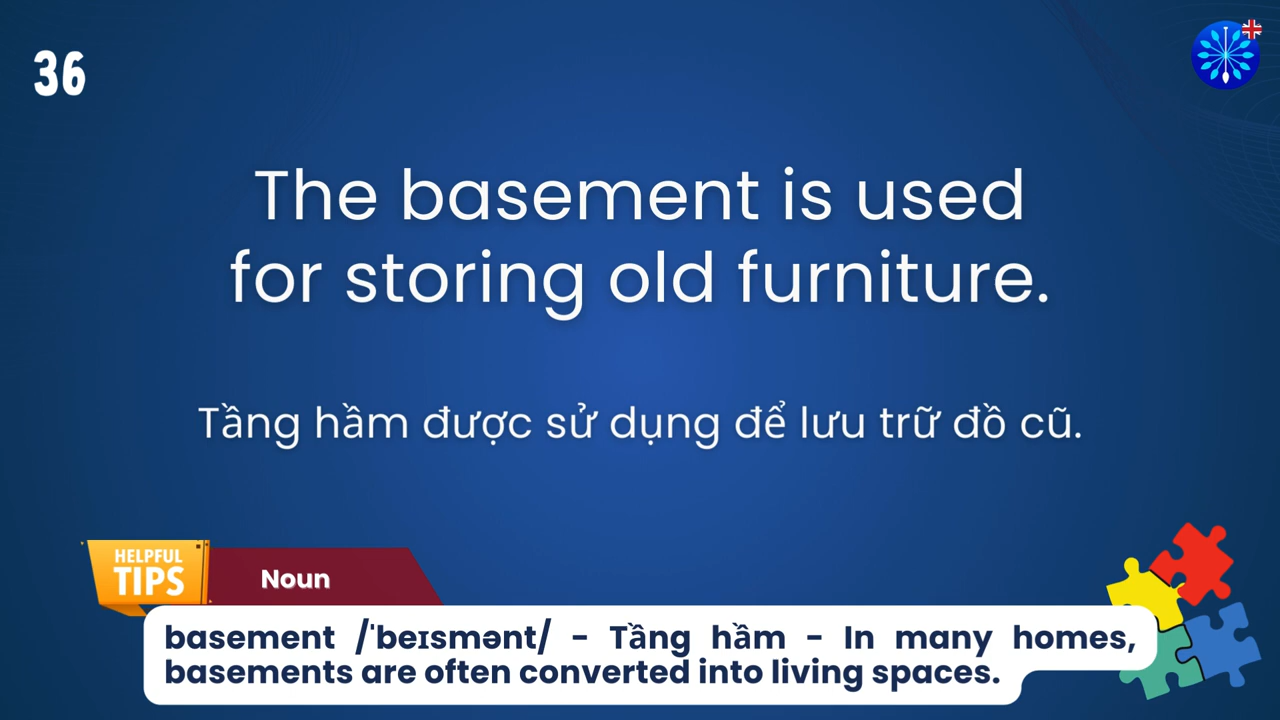 36
The basement is used
for storing old furniture.
Tầng hầm được sử dụng để lưu trữ đồ cũ.
HELPFUL
TIPS
Noun
basement /ˈbeɪsmənt/ - Tầng hầm - In many homes,
basements are often converted into living spaces.